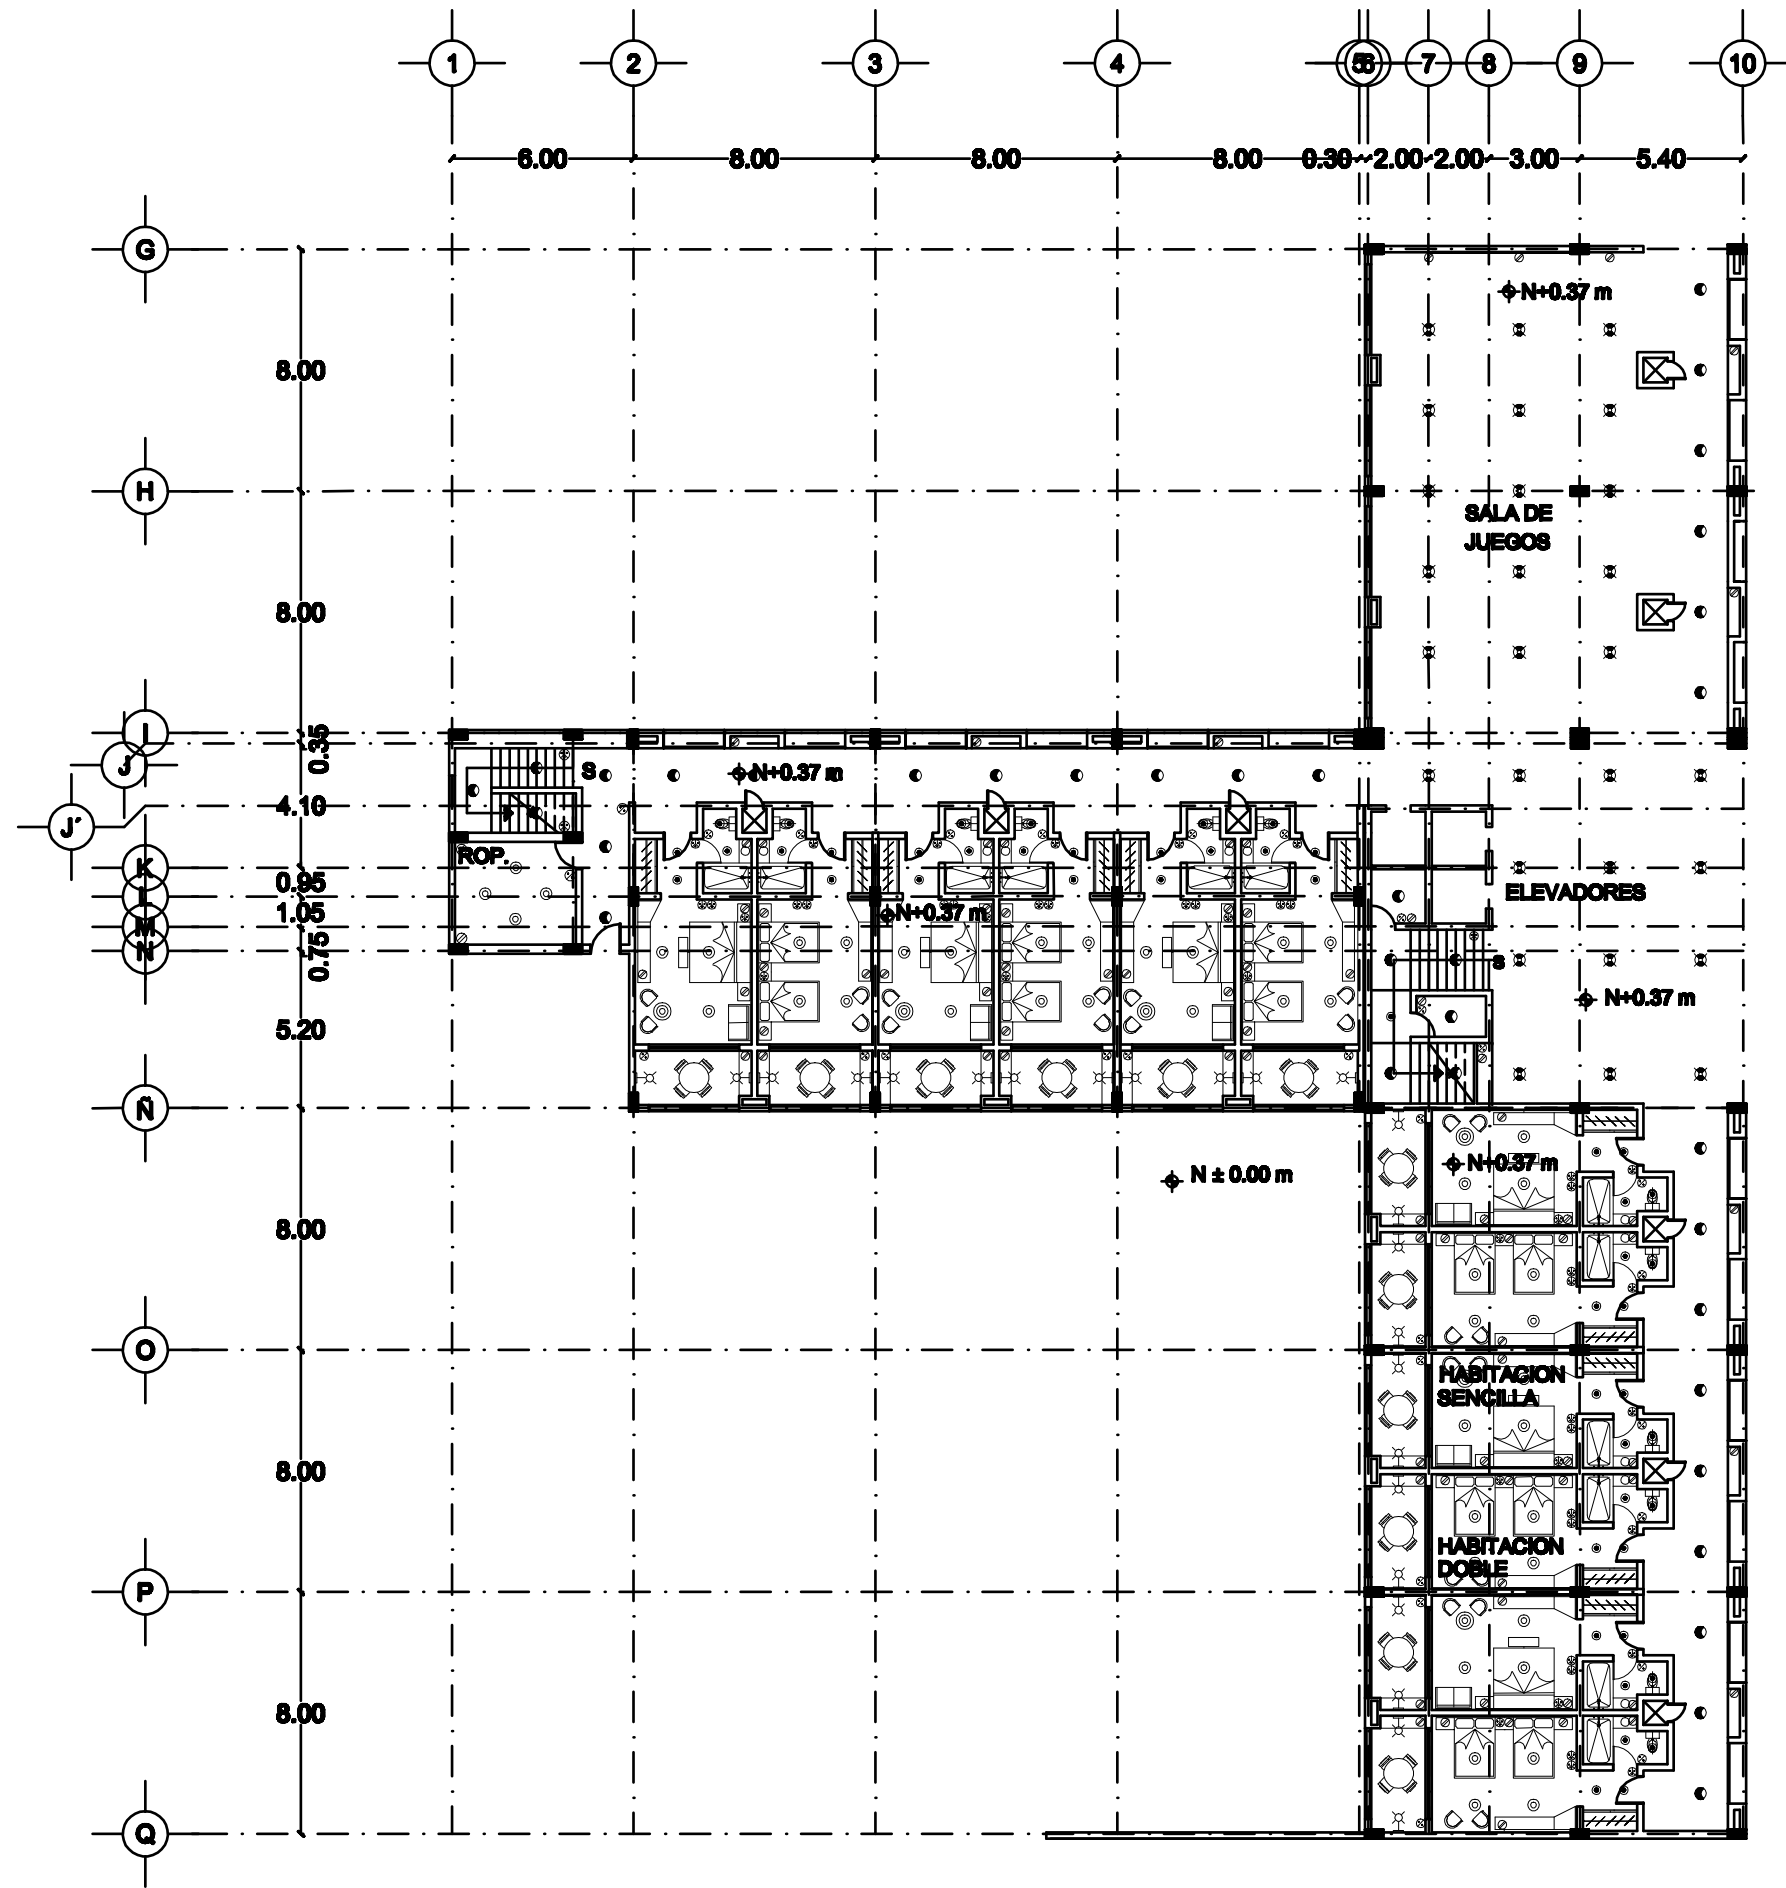 1 2 3 4 5 6 7 8 9 10
6.00 8.00 8.00 8.00 0.30 2.00 2.00 3.00 5.40
G
N+0.37 m
8.00
H
SALA DE
JUEGOS
8.00
I
0.35
J
S N+0.37 m
4.10
J´
ROP.
K
0.95
ELEVADORES
L
1.05 N+0.37 m
M
N
0.75
S
N+0.37 m
5.20
Ñ
N+0.37 m
N ± 0.00 m
8.00
O
HABITACION
SENCILLA
8.00
HABITACION
DOBLE
P
8.00
Q